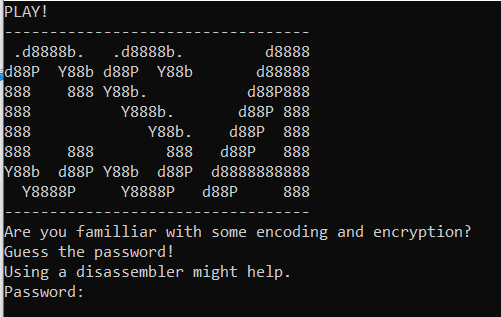 PLAY!
----------------------------------
 .d8888b.   .d8888b.         d8888
d88P  Y88b d88P  Y88b       d88888
888    888 Y88b.           d88P888
888          Y888b.       d88P 888
888             Y88b.    d88P  888
888    888        888   d88P   888
Y88b  d88P Y88b  d88P  d8888888888
  Y8888P     Y8888P   d88P     888
----------------------------------
Are you familliar with some encoding and encryption?
Guess the password!
Using a disassembler might help.
Password: